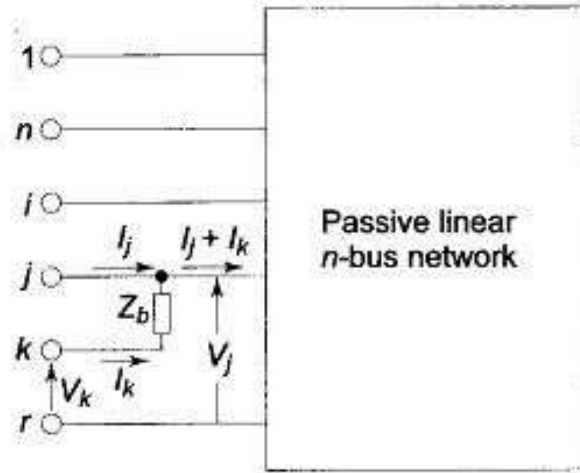 1
n
i
I_j I_j + I_k
j
Z_b
k
V_j
I_k
V_k
r
Passive linear
n-bus network